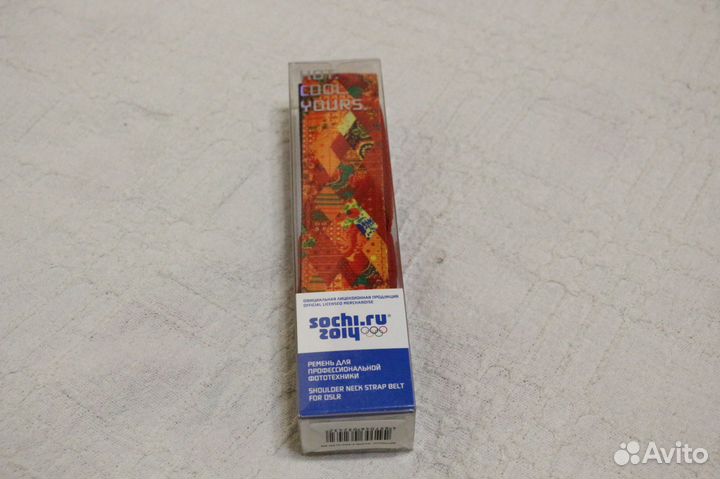 HOT.
COOL.
YOURS.
ОФИЦИАЛЬНАЯ ЛИЦЕНЗИОННАЯ ПРОДУКЦИЯ
OFFICIAL LICENSED MERCHANDISE
sochi.ru
2014
РЕМЕНЬ ДЛЯ
ПРОФЕССИОНАЛЬНОЙ
ФОТОТЕХНИКИ
SHOULDER NECK STRAP BELT
FOR DSLR
Avito